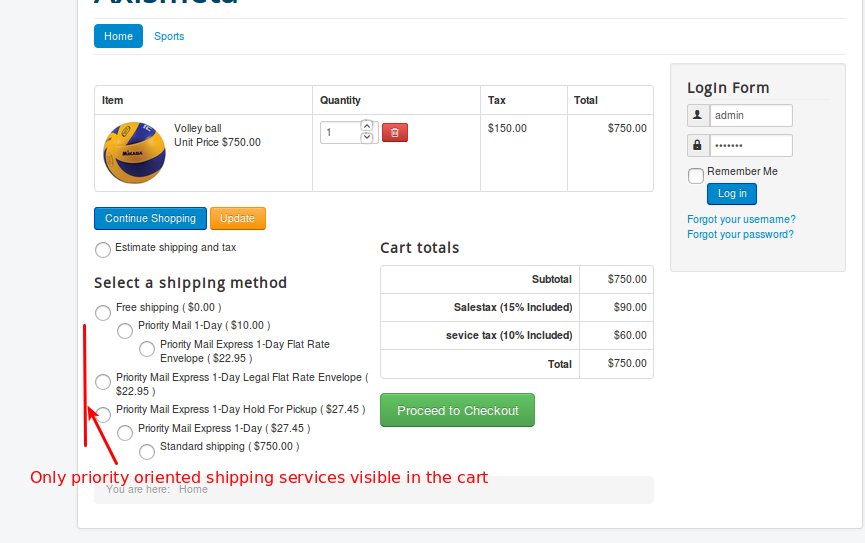 Home Sports
Item Quantity Tax Total
Volley ball
Unit Price $750.00
1
$150.00 $750.00
MIKASA
Continue Shopping Update
Estimate shipping and tax
Select a shipping method
Free shipping ( $0.00 )
Priority Mail 1-Day ( $10.00 )
Priority Mail Express 1-Day Flat Rate
Envelope ( $22.95 )
Priority Mail Express 1-Day Legal Flat Rate Envelope (
$22.95 )
Priority Mail Express 1-Day Hold For Pickup ( $27.45 )
Priority Mail Express 1-Day ( $27.45 )
Standard shipping ( $750.00 )
Cart totals
Subtotal $750.00
Salestax (15% Included) $90.00
sevice tax (10% Included) $60.00
Total $750.00
Proceed to Checkout
Only priority oriented shipping services visible in the cart
You are here: Home
Login Form
admin
•••••••
Remember Me
Log in
Forgot your username?
Forgot your password?